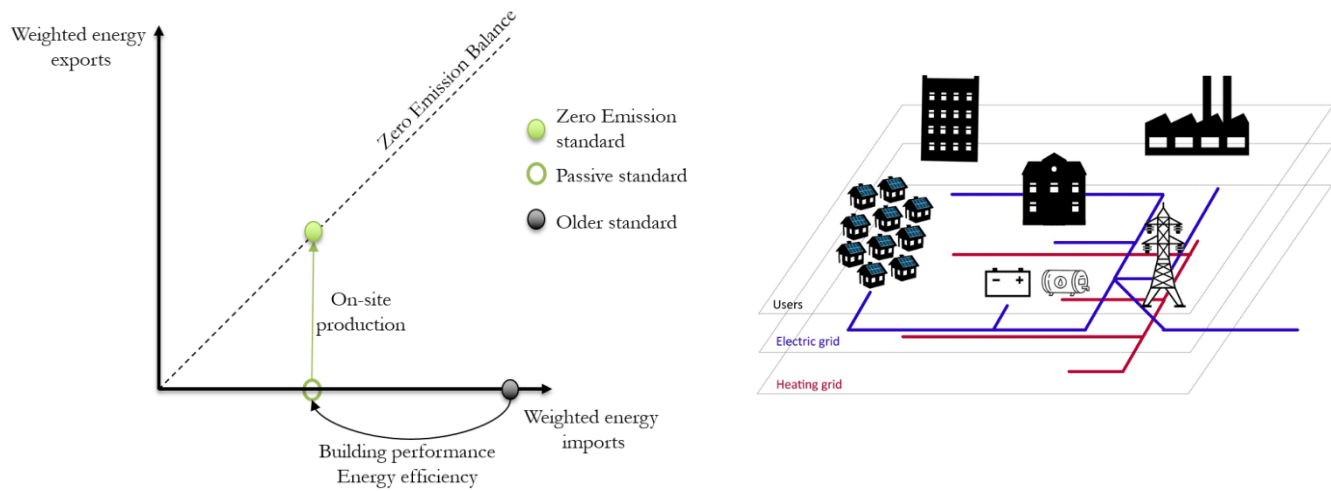 Weighted energy
exports
Zero Emission Balance
Zero Emission
standard
Passive standard
Older standard
On-site
production
Weighted energy
imports
Building performance
Energy efficiency
Users
Electric grid
Heating grid